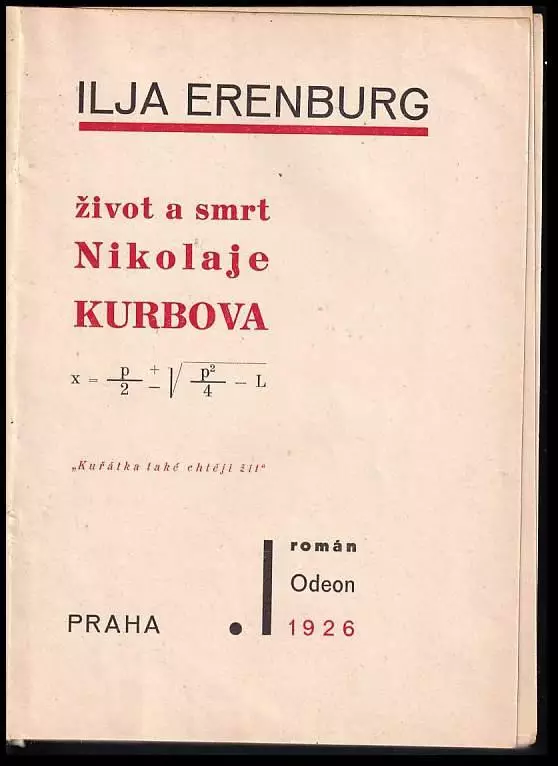 ILJA ERENBURG
život a smrt
Nikolaje
KURBOVA
x = p/2 ± √ p²/4 − L
„Kuřátka také chtějí žít“
román
Odeon
PRAHA . 1926